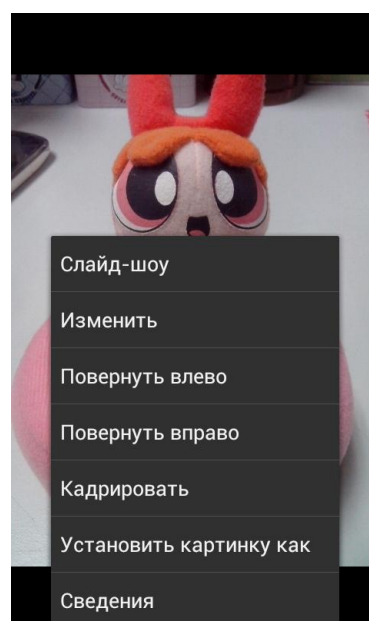 Слайд-шоу
Изменить
Повернуть влево
Повернуть вправо
Кадрировать
Установить картинку как
Сведения